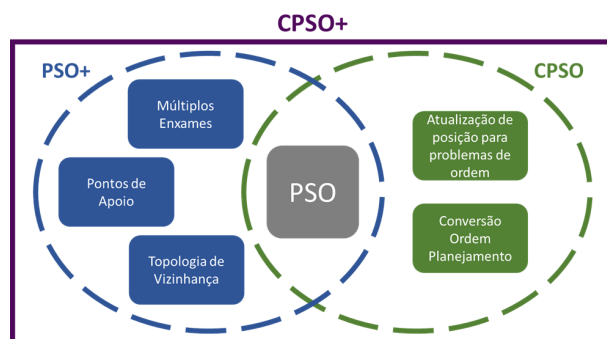 CPSO+
PSO+
CPSO
Múltiplos
Enxames
Pontos de
Apoio
Topologia de
Vizinhança
PSO
Atualização de
posição para
problemas de
ordem
Conversão
Ordem
Planejamento